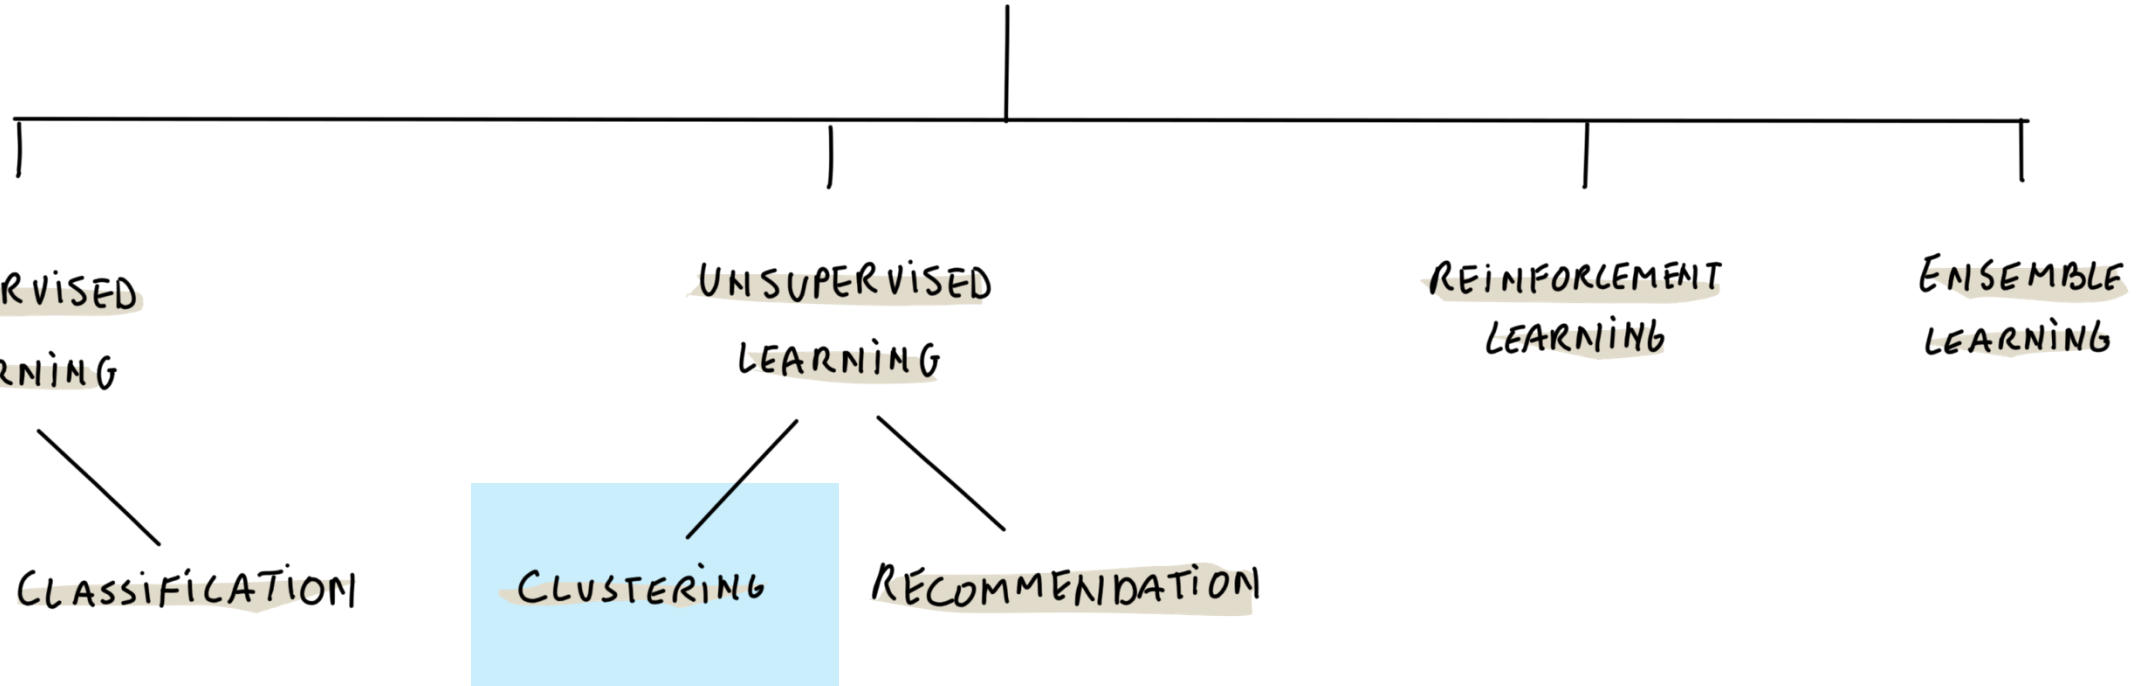 RVISED
RNING
UNSUPERVISED
LEARNING
REINFORCEMENT
LEARNING
ENSEMBLE
LEARNING
CLASSIFICATION
CLUSTERING
RECOMMENDATION